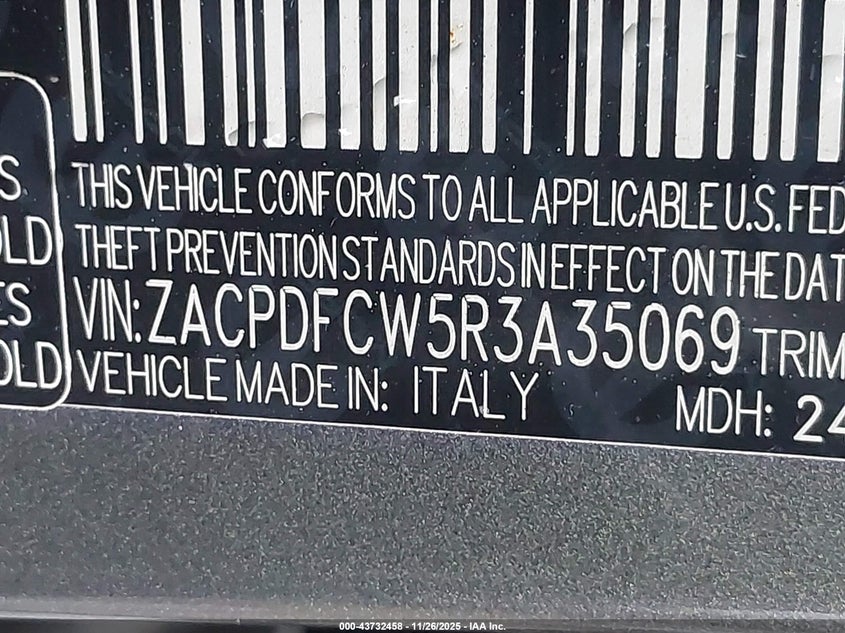 THIS VEHICLE CONFORMS TO ALL APPLICABLE U.S. FED
S
THEFT PREVENTION STANDARDS IN EFFECT ON THE DAT
OLD
VIN: ZACPDFCW5R3A35069 TRIM
ES
VEHICLE MADE IN: ITALY MDH: 24
OLD
000-43732458 - 11/26/2025 - IAA Inc.